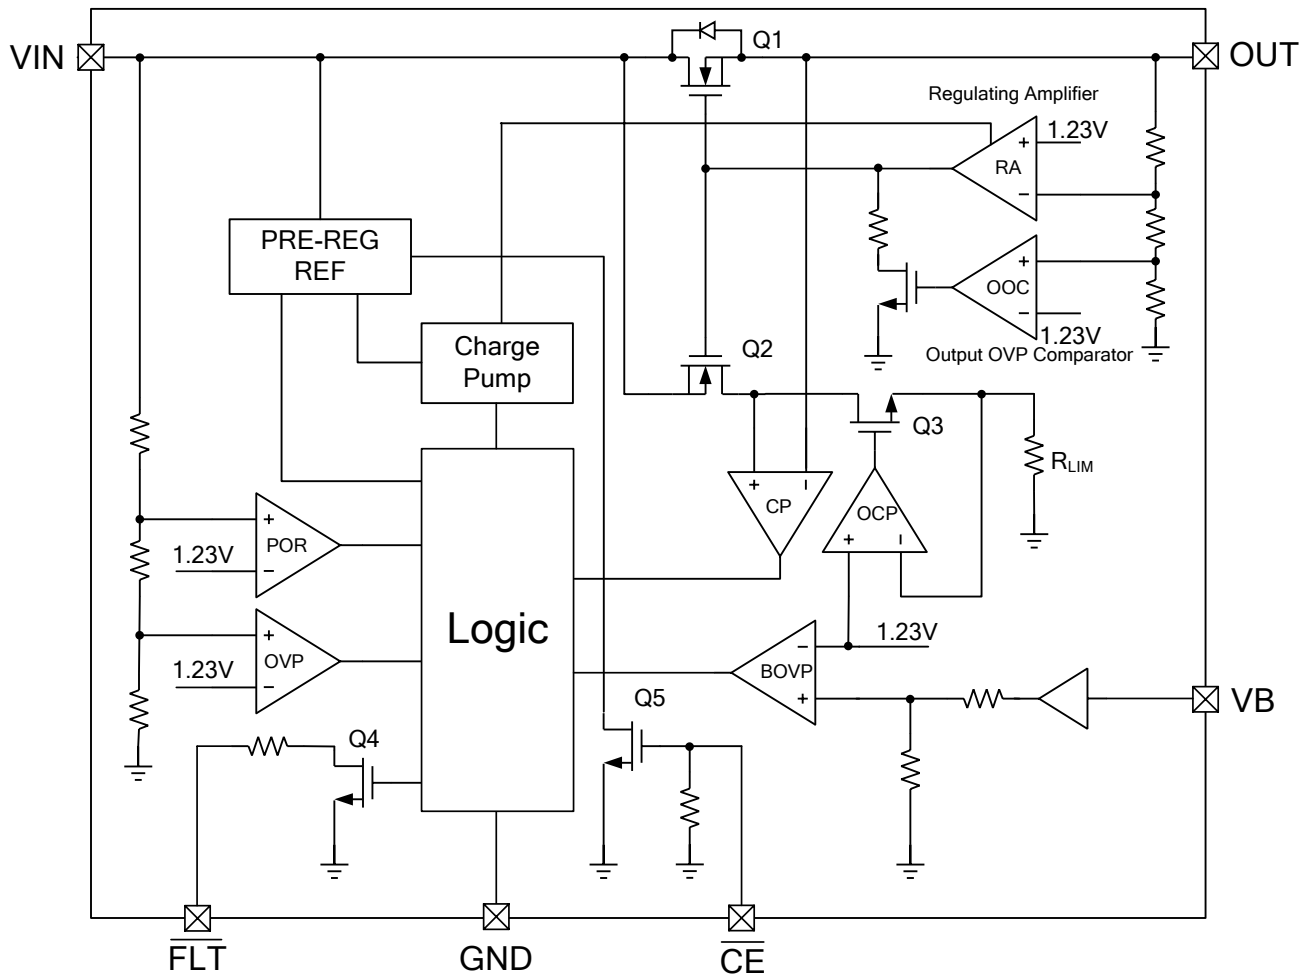 Q1
VIN
OUT
Regulating Amplifier
1.23V
+
RA
−
PRE-REG
REF
+
OOC
−
1.23V
Output OVP Comparator
Charge
Pump
Q2
Q3
RLIM
+ −
CP
OCP
+ −
+
POR
1.23V
−
Logic
+
OVP
1.23V
−
1.23V
−
BOVP
+
VB
Q5
Q4
FLT
GND
CE